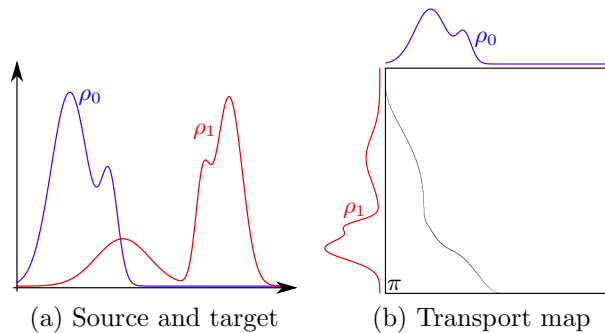 ρ₀
ρ₁
ρ₀
ρ₁
π
(a) Source and target
(b) Transport map